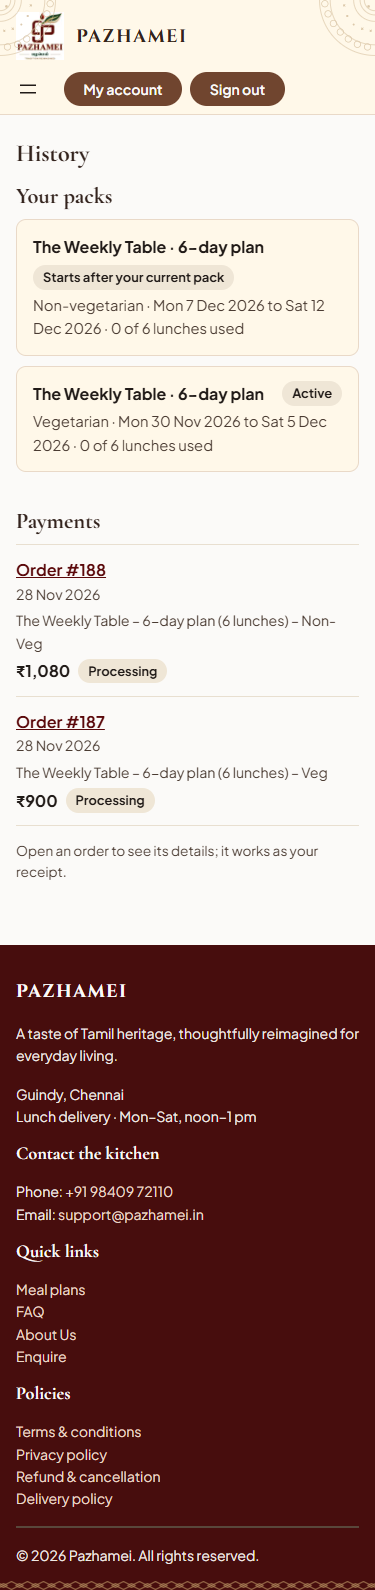 PAZHAMEI
PAZHAMEI
My account
Sign out
History
Your packs
The Weekly Table · 6-day plan
Starts after your current pack
Non-vegetarian · Mon 7 Dec 2026 to Sat 12
Dec 2026 · 0 of 6 lunches used
The Weekly Table · 6-day plan
Active
Vegetarian · Mon 30 Nov 2026 to Sat 5 Dec
2026 · 0 of 6 lunches used
Payments
Order #188
28 Nov 2026
The Weekly Table – 6-day plan (6 lunches) – Non-
Veg
₹1,080
Processing
Order #187
28 Nov 2026
The Weekly Table – 6-day plan (6 lunches) – Veg
₹900
Processing
Open an order to see its details; it works as your
receipt.
PAZHAMEI
A taste of Tamil heritage, thoughtfully reimagined for
everyday living.
Guindy, Chennai
Lunch delivery · Mon–Sat, noon–1 pm
Contact the kitchen
Phone: +91 98409 72110
Email: support@pazhamei.in
Quick links
Meal plans
FAQ
About Us
Enquire
Policies
Terms & conditions
Privacy policy
Refund & cancellation
Delivery policy
© 2026 Pazhamei. All rights reserved.